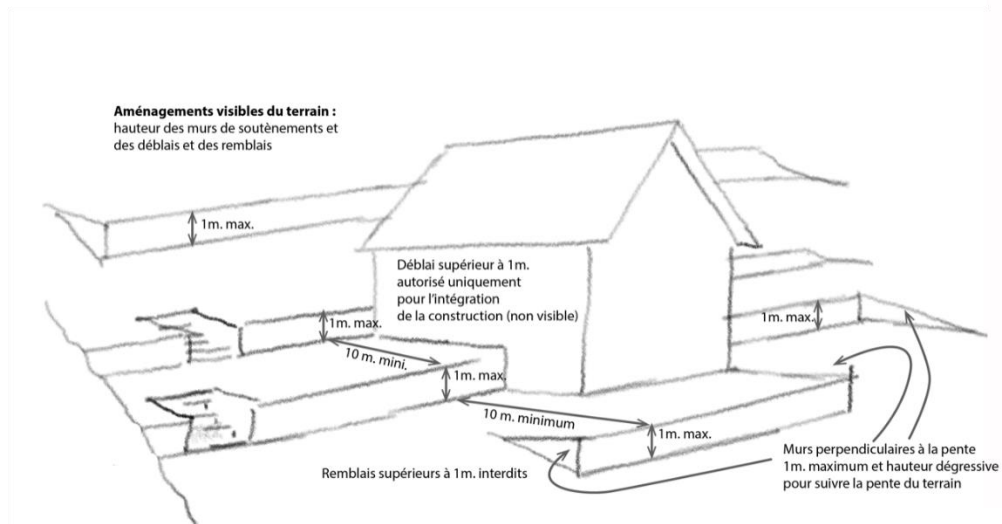 Aménagements visibles du terrain :
hauteur des murs de soutènements et
des déblais et des remblais
1m. max.
Déblai supérieur à 1m.
autorisé uniquement
pour l'intégration
de la construction (non visible)
1m. max.
1m. max.
10 m. mini.
1m. max
10 m. minimum
1m. max.
Remblais supérieurs à 1m. interdits
Murs perpendiculaires à la pente
1m. maximum et hauteur dégressive
pour suivre la pente du terrain